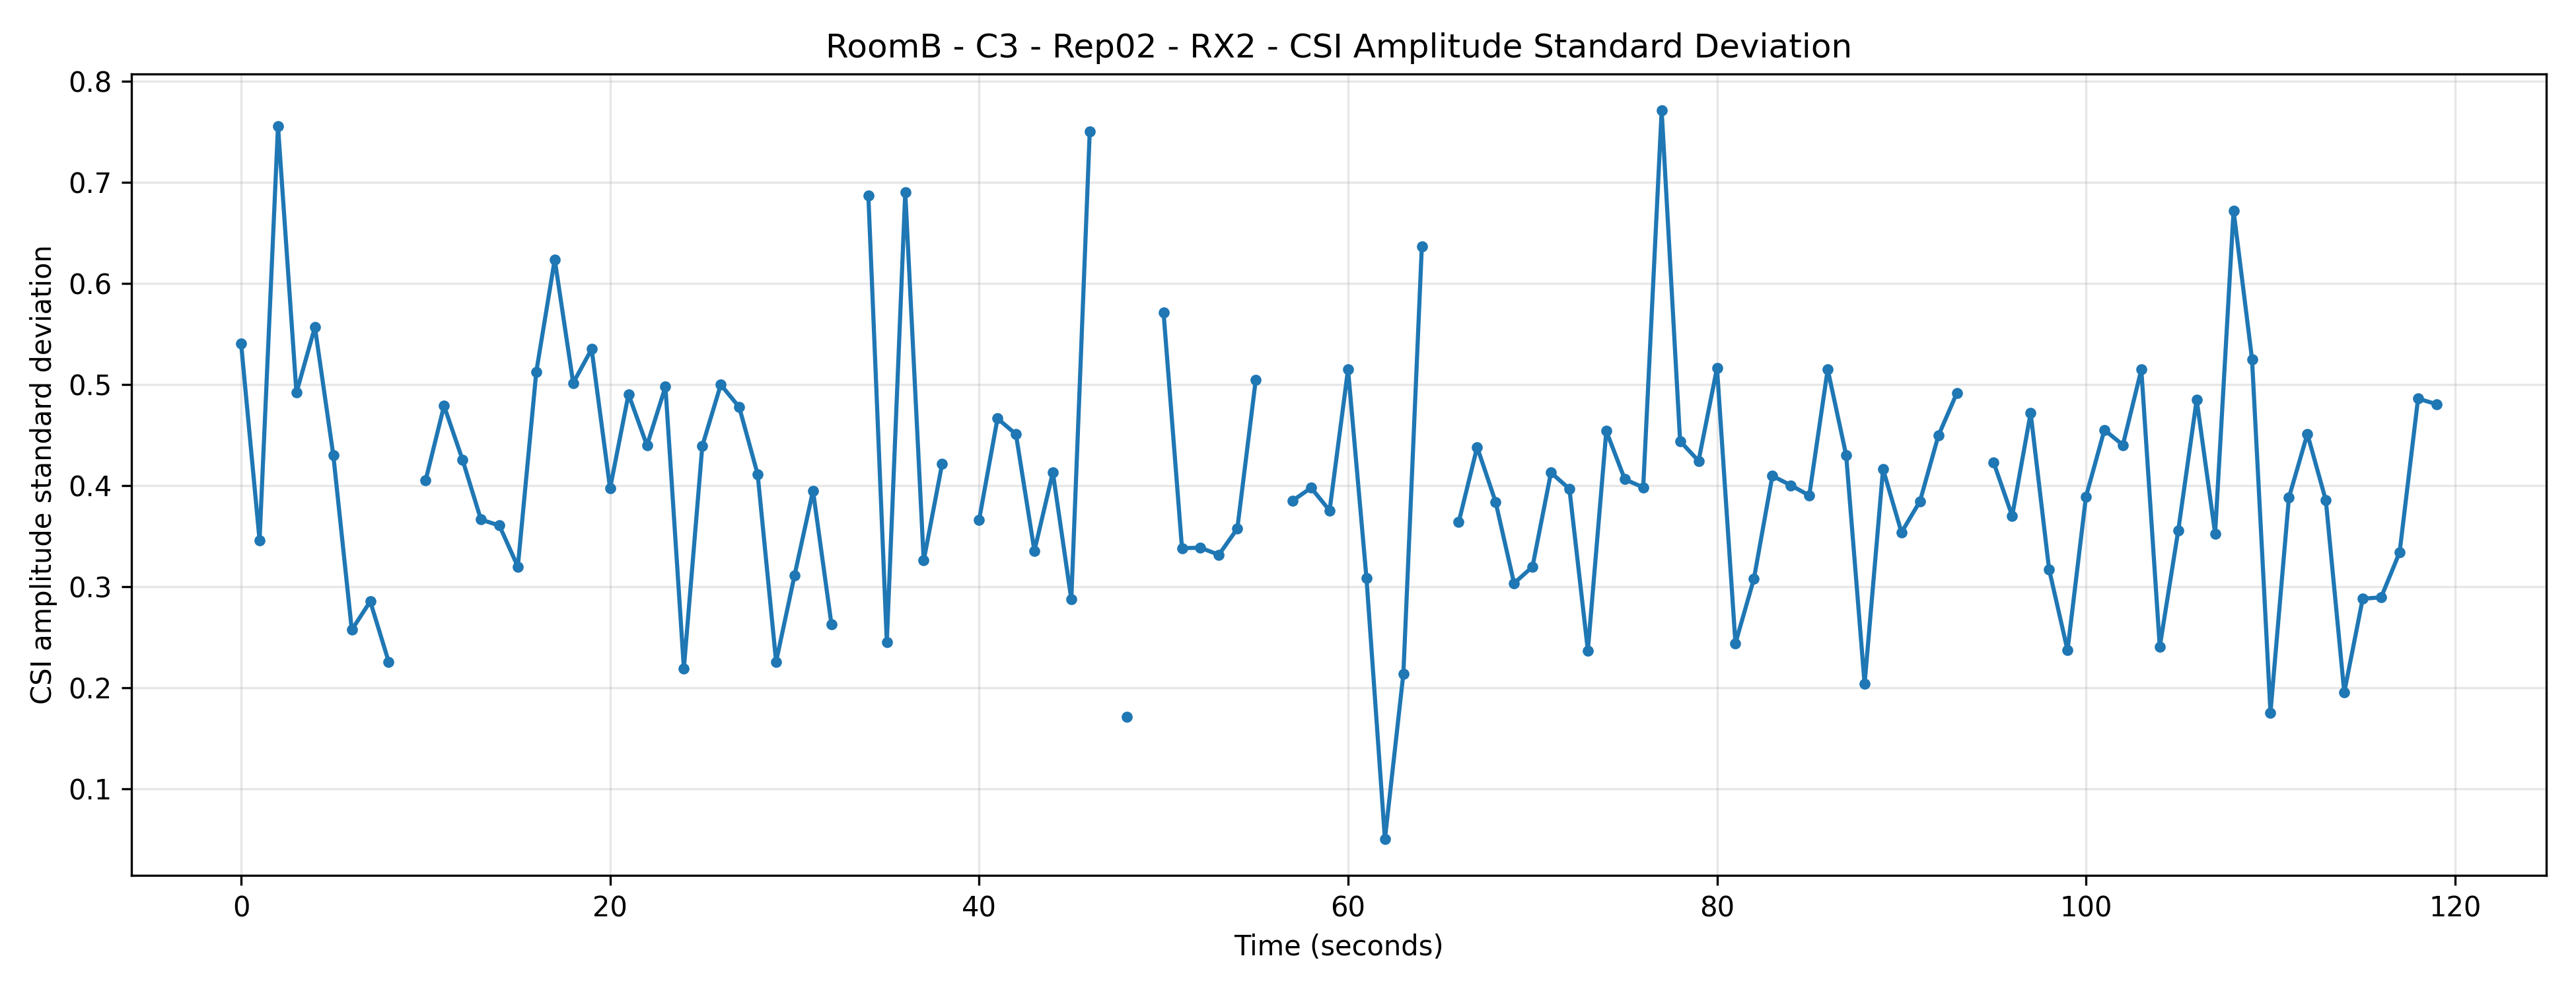 RoomB - C3 - Rep02 - RX2 - CSI Amplitude Standard Deviation
CSI amplitude standard deviation
0.8
0.7
0.6
0.5
0.4
0.3
0.2
0.1
0 20 40 60 80 100 120
Time (seconds)